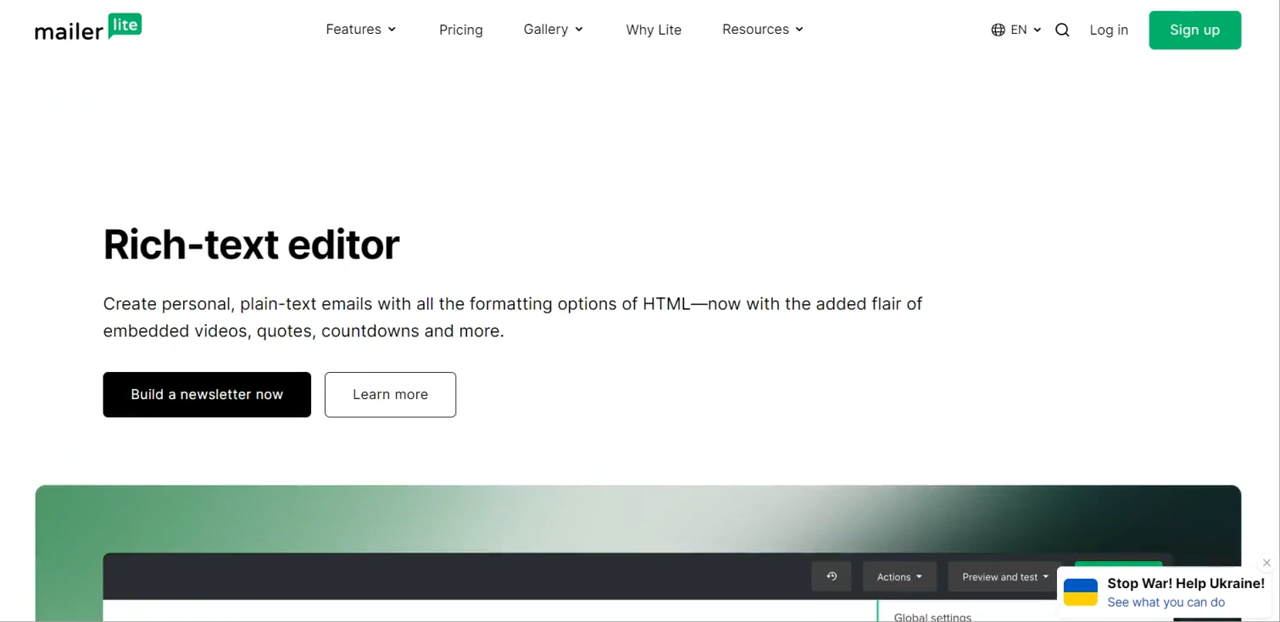 mailer lite
Features
Pricing
Gallery
Why Lite
Resources
EN
Log in
Sign up
Rich-text editor
Create personal, plain-text emails with all the formatting options of HTML—now with the added flair of
embedded videos, quotes, countdowns and more.
Build a newsletter now
Learn more
Actions
Preview and test
Global settings
Stop War! Help Ukraine!
See what you can do